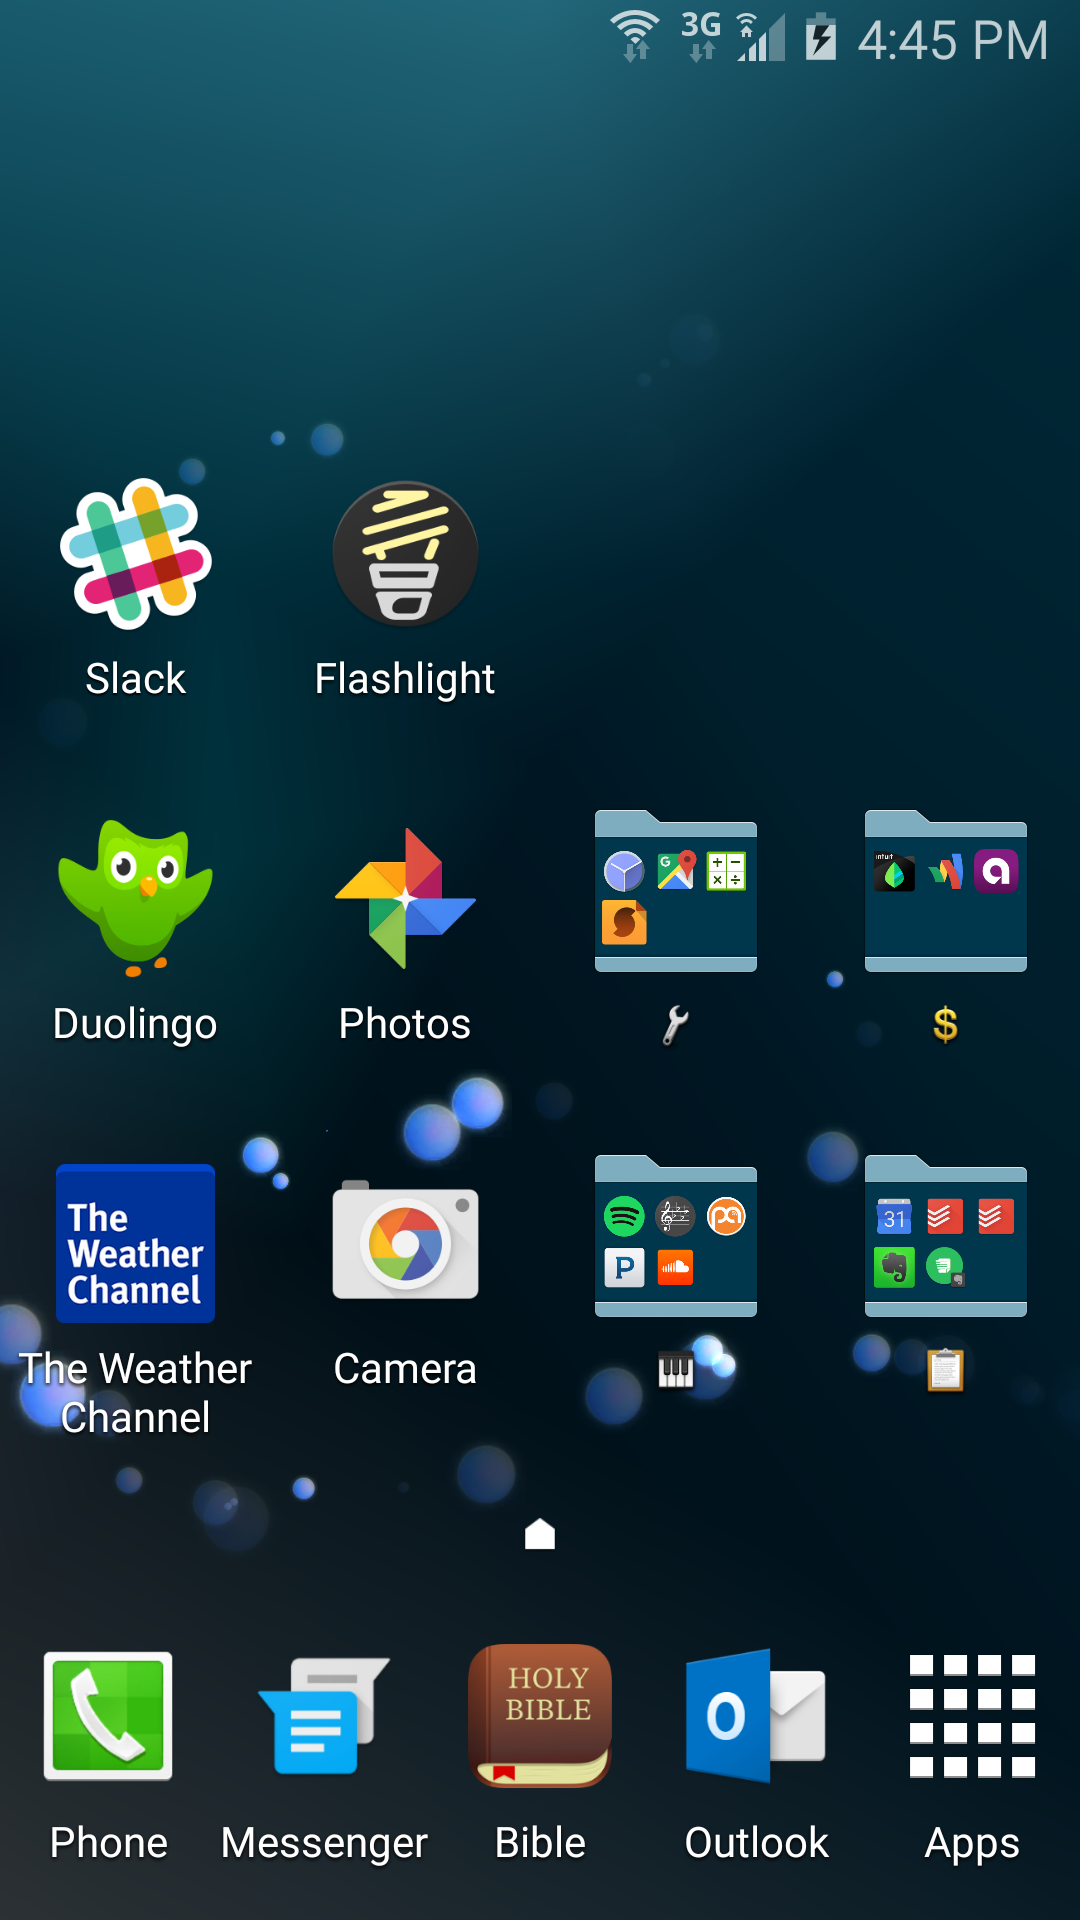 3G 4:45 PM
Slack
Flashlight
intuit
G
Duolingo
Photos
$
The
Weather
Channel
31
The Weather
Channel
Camera
HOLY
BIBLE
Phone
Messenger
Bible
Outlook
Apps